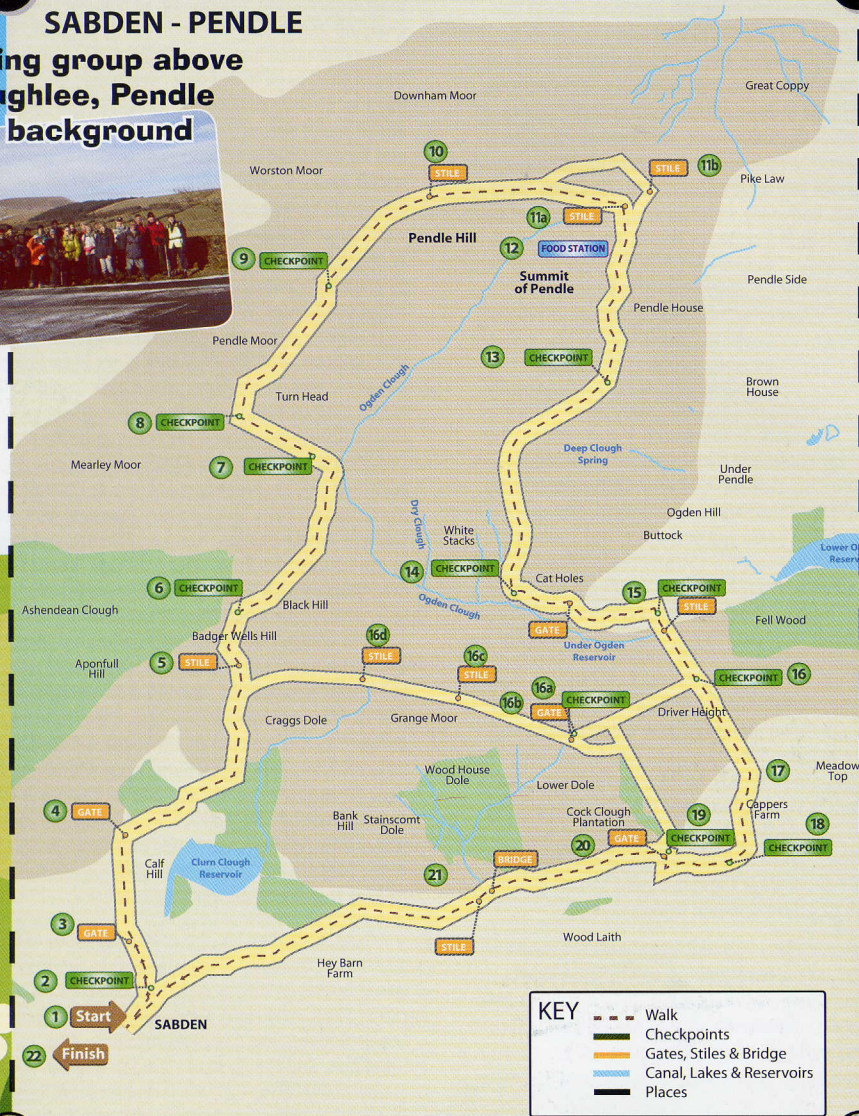 SABDEN - PENDLE
ing group above
ughlee, Pendle
background
Downham Moor
Great Coppy
10
STILE
Worston Moor
STILE
11b
Pike Law
11a
STILE
Pendle Hill
12
FOOD STATION
9
CHECKPOINT
Summit
of Pendle
Pendle Side
Pendle House
Pendle Moor
13
CHECKPOINT
Ogden Clough
Turn Head
Brown
House
8
CHECKPOINT
Mearley Moor
7
CHECKPOINT
Deep Clough
Spring
Under
Pendle
Ogden Hill
Dry Clough
White
Stacks
Buttock
Lower O
Reserv
14
CHECKPOINT
Cat Holes
6
CHECKPOINT
15
CHECKPOINT
STILE
Ashendean Clough
Black Hill
Ogden Clough
Fell Wood
GATE
Badger Wells Hill
16d
STILE
Under Ogden
Reservoir
Aponfull
Hill
5
STILE
16c
STILE
CHECKPOINT
16
16a
CHECKPOINT
16b
GATE
Craggs Dole
Grange Moor
Driver Height
Wood House
Dole
Lower Dole
17
Meadow
Top
4
GATE
Bank
Hill
Stainscomt
Dole
Cock Clough
Plantation
Cappers
Farm
19
CHECKPOINT
18
CHECKPOINT
GATE
20
Calf
Hill
Clurn Clough
Reservoir
21
BRIDGE
3
GATE
STILE
Wood Laith
Hey Barn
Farm
2
CHECKPOINT
1
Start
SABDEN
22
Finish
KEY
Walk
Checkpoints
Gates, Stiles & Bridge
Canal, Lakes & Reservoirs
Places